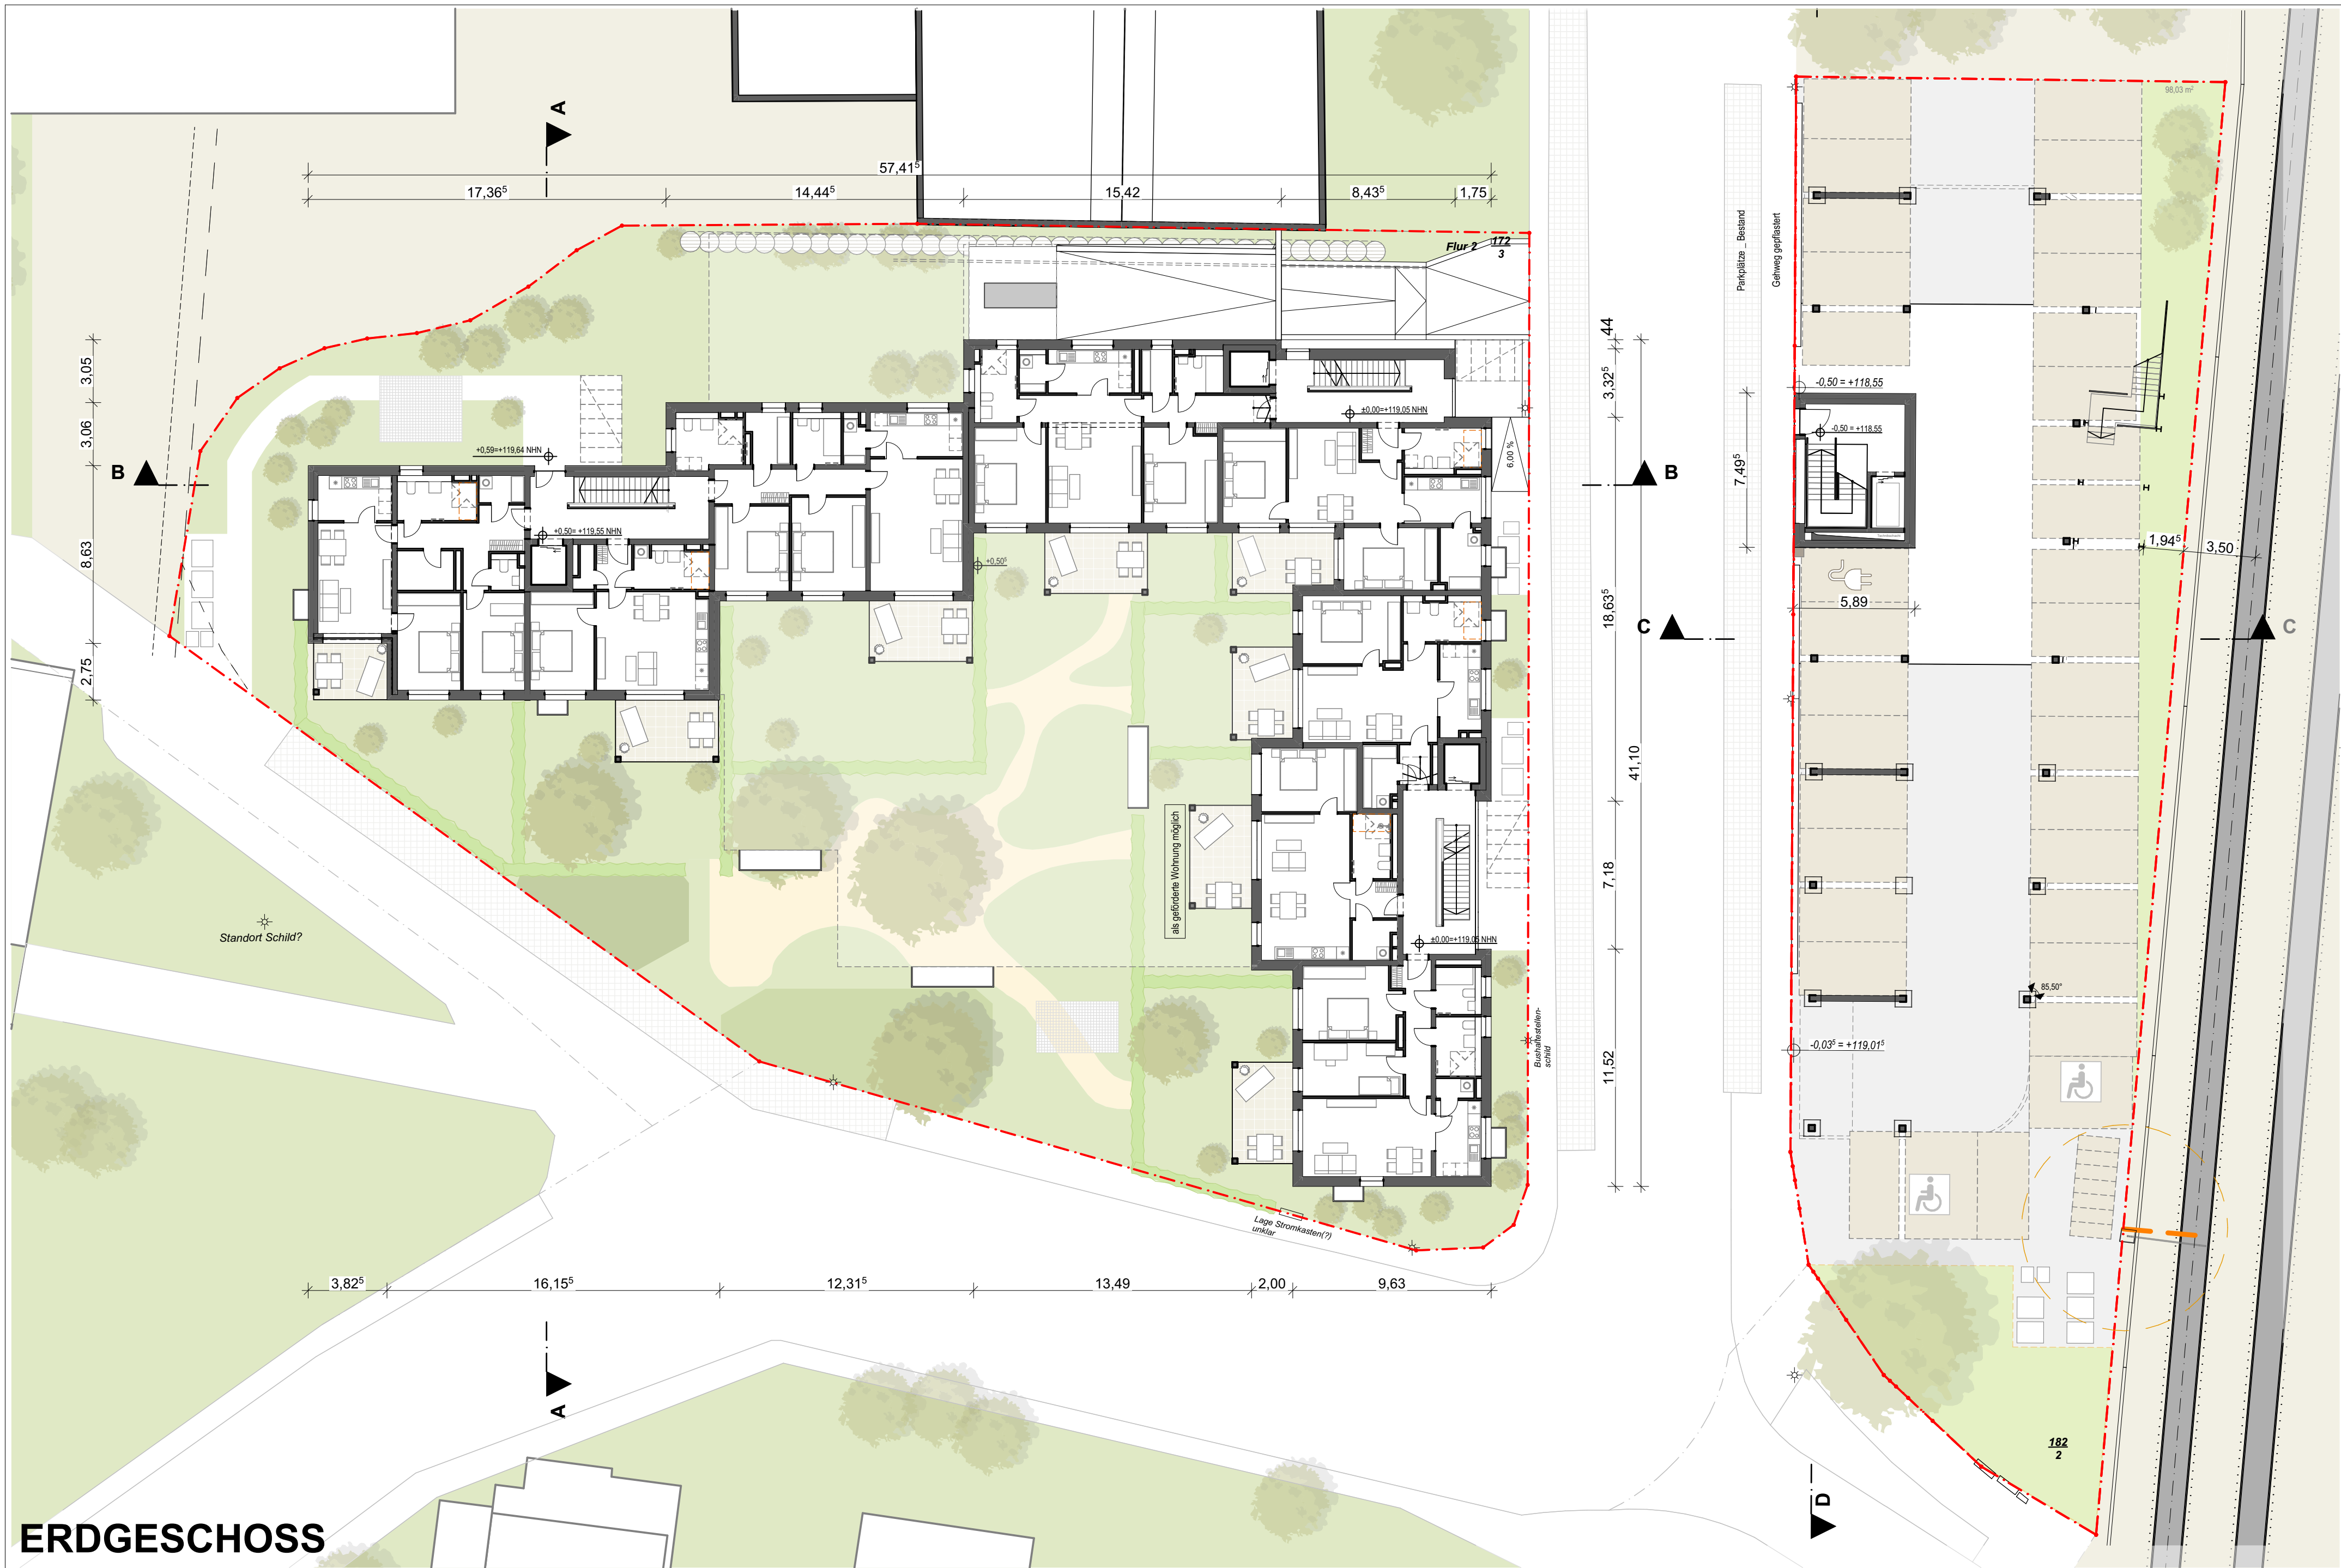 98,03 m²
A
57,41⁵
17,36⁵
14,44⁵
15,42
8,43⁵
1,75
Parkplätze _ Bestand
Gehweg gepflastert
Flur 2
172
3
44
3,05
3,32⁵
-0,50 = +118,55
±0.00=+119,05 NHN
-0,50 = +118,55
3,06
+0,59=+119,64 NHN
6,00 %
B
B
7,49⁵
+0,50= +119,55 NHN
1,94⁵
3,50
8,63
+0,50⁵
5,89
18,63⁵
C
C
2,75
41,10
als geförderte Wohnung möglich
7,18
Standort Schild?
±0.00=+119,05 NHN
85,50°
Bushaltestellen-
schild
-0,03⁵ = +119,01⁵
11,52
Lage Stromkasten(?)
unklar
3,82⁵
16,15⁵
12,31⁵
13,49
2,00
9,63
A
182
2
D
ERDGESCHOSS